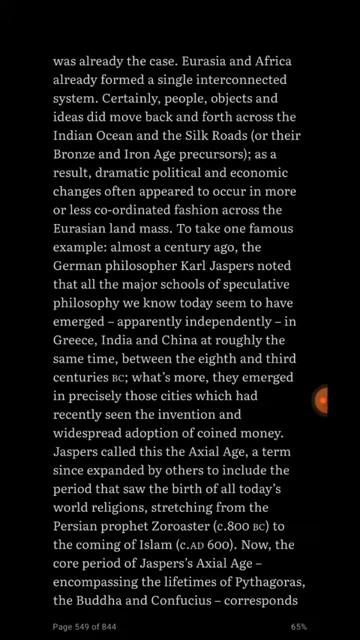 was already the case. Eurasia and Africa
already formed a single interconnected
system. Certainly, people, objects and
ideas did move back and forth across the
Indian Ocean and the Silk Roads (or their
Bronze and Iron Age precursors); as a
result, dramatic political and economic
changes often appeared to occur in more
or less co-ordinated fashion across the
Eurasian land mass. To take one famous
example: almost a century ago, the
German philosopher Karl Jaspers noted
that all the major schools of speculative
philosophy we know today seem to have
emerged – apparently independently – in
Greece, India and China at roughly the
same time, between the eighth and third
centuries BC; what's more, they emerged
in precisely those cities which had
recently seen the invention and
widespread adoption of coined money.
Jaspers called this the Axial Age, a term
since expanded by others to include the
period that saw the birth of all today's
world religions, stretching from the
Persian prophet Zoroaster (c.800 BC) to
the coming of Islam (c.AD 600). Now, the
core period of Jaspers's Axial Age –
encompassing the lifetimes of Pythagoras,
the Buddha and Confucius – corresponds
Page 549 of 844 65%